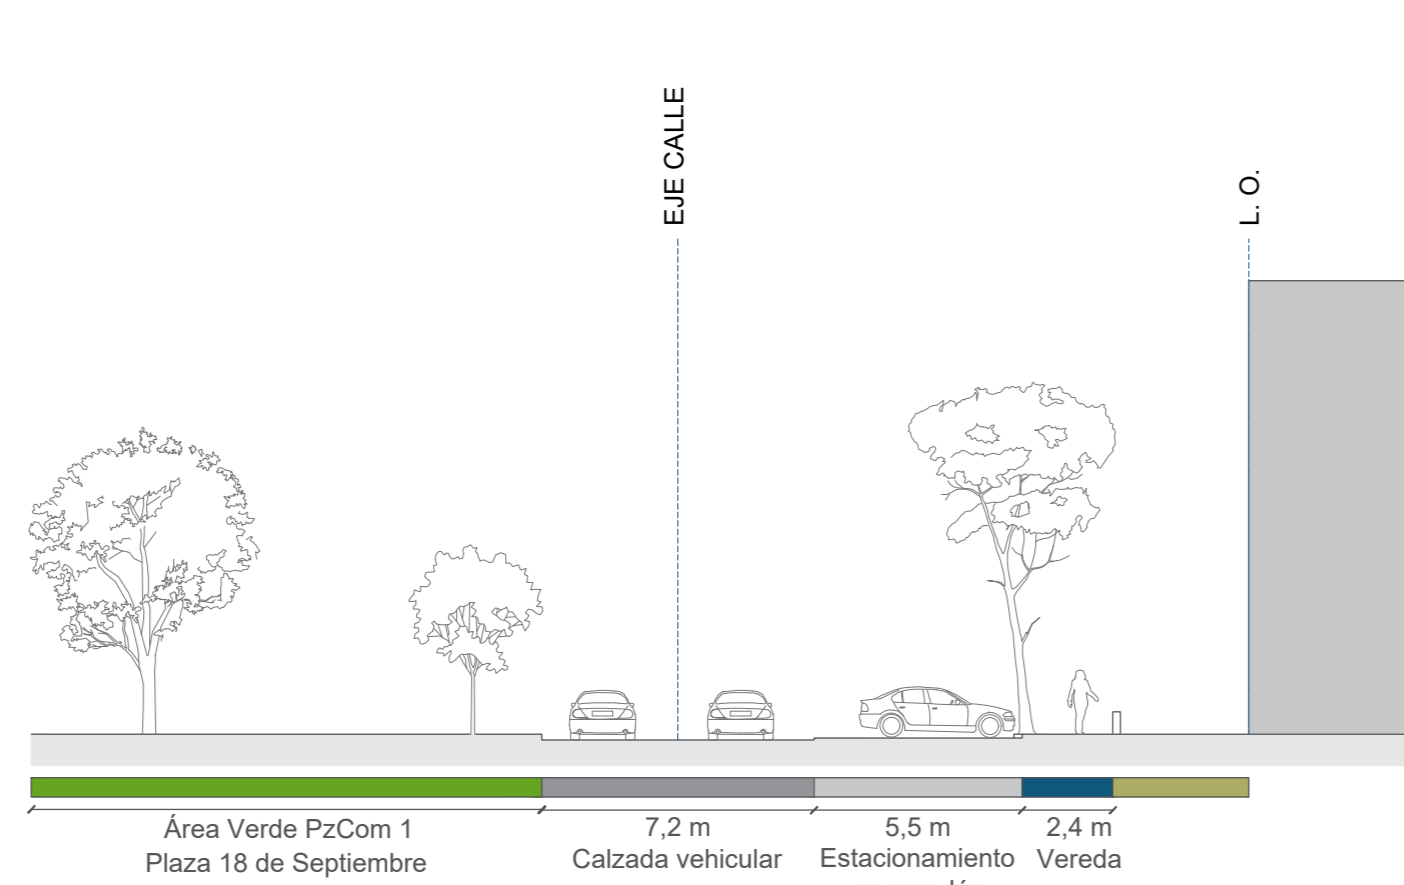 EJE CALLE
L. O.
Área Verde PzCom 1
Plaza 18 de Septiembre
7,2 m
Calzada vehicular
5,5 m
Estacionamiento
2,4 m
Vereda